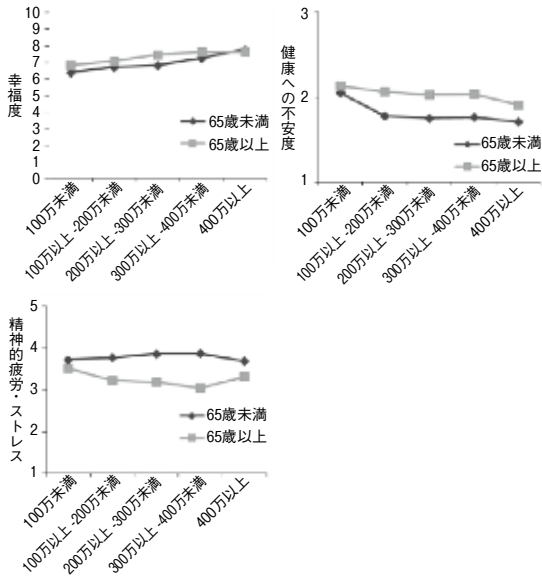 幸福度
10
9
8
7
6
5
4
3
2
1
0
65歳未満
65歳以上
100万未満
100万以上-200万未満
200万以上-300万未満
300万以上-400万未満
400万以上
健康への不安度
3
2
1
65歳未満
65歳以上
100万未満
100万以上-200万未満
200万以上-300万未満
300万以上-400万未満
400万以上
精神的疲労・ストレス
5
4
3
2
1
65歳未満
65歳以上
100万未満
100万以上-200万未満
200万以上-300万未満
300万以上-400万未満
400万以上